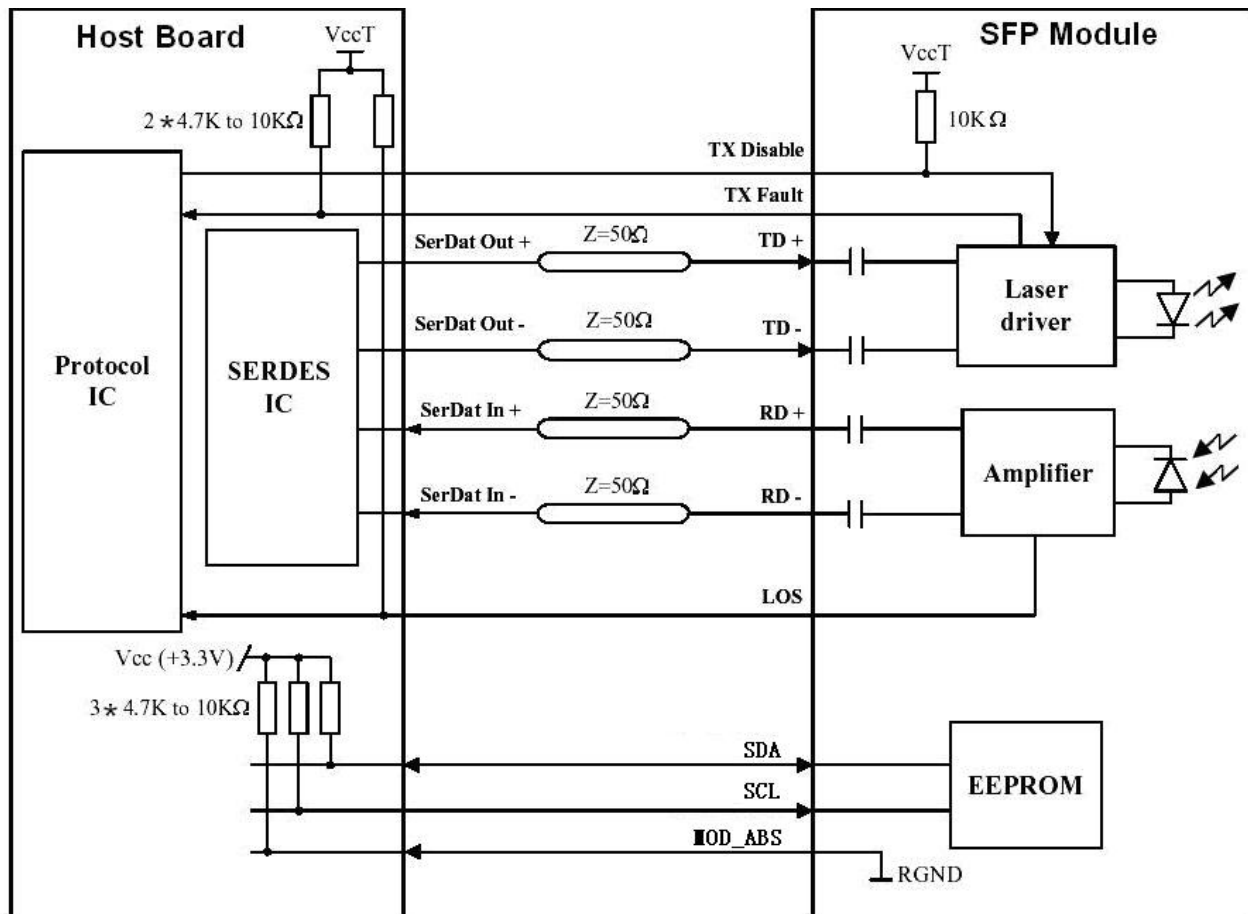 Host Board
SFP Module
VccT
VccT
2*4.7K to 10KΩ
10KΩ
TX Disable
TX Fault
SerDat Out +
Z=50Ω
TD +
Laser
driver
SerDat Out -
Z=50Ω
TD -
Protocol
IC
SERDES
IC
SerDat In +
Z=50Ω
RD +
Amplifier
SerDat In -
Z=50Ω
RD -
LOS
Vcc (+3.3V)
3*4.7K to 10KΩ
SDA
EEPROM
SCL
MOD_ABS
RGND